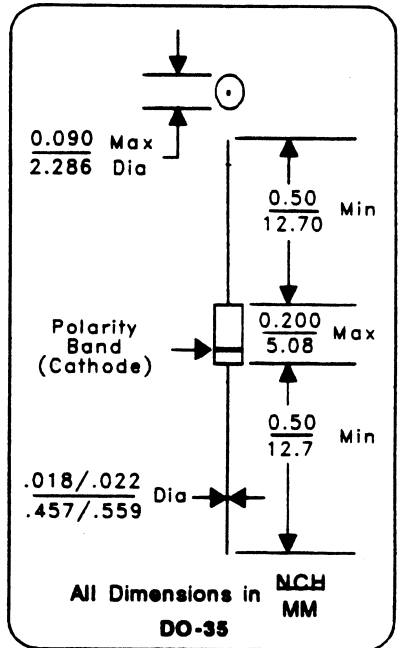 0.090 Max
2.286 Dia
0.50
12.70 Min
Polarity
Band
(Cathode)
0.200
5.08 Max
0.50
12.7 Min
.018/.022
.457/.559 Dia
All Dimensions in NCH
MM
DO-35